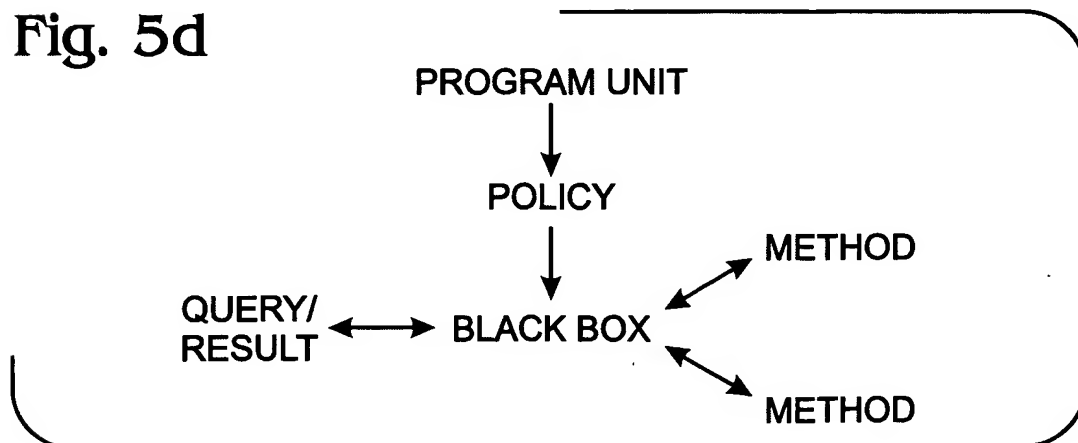 Fig. 5d
PROGRAM UNIT
POLICY
METHOD
QUERY/
RESULT
BLACK BOX
METHOD